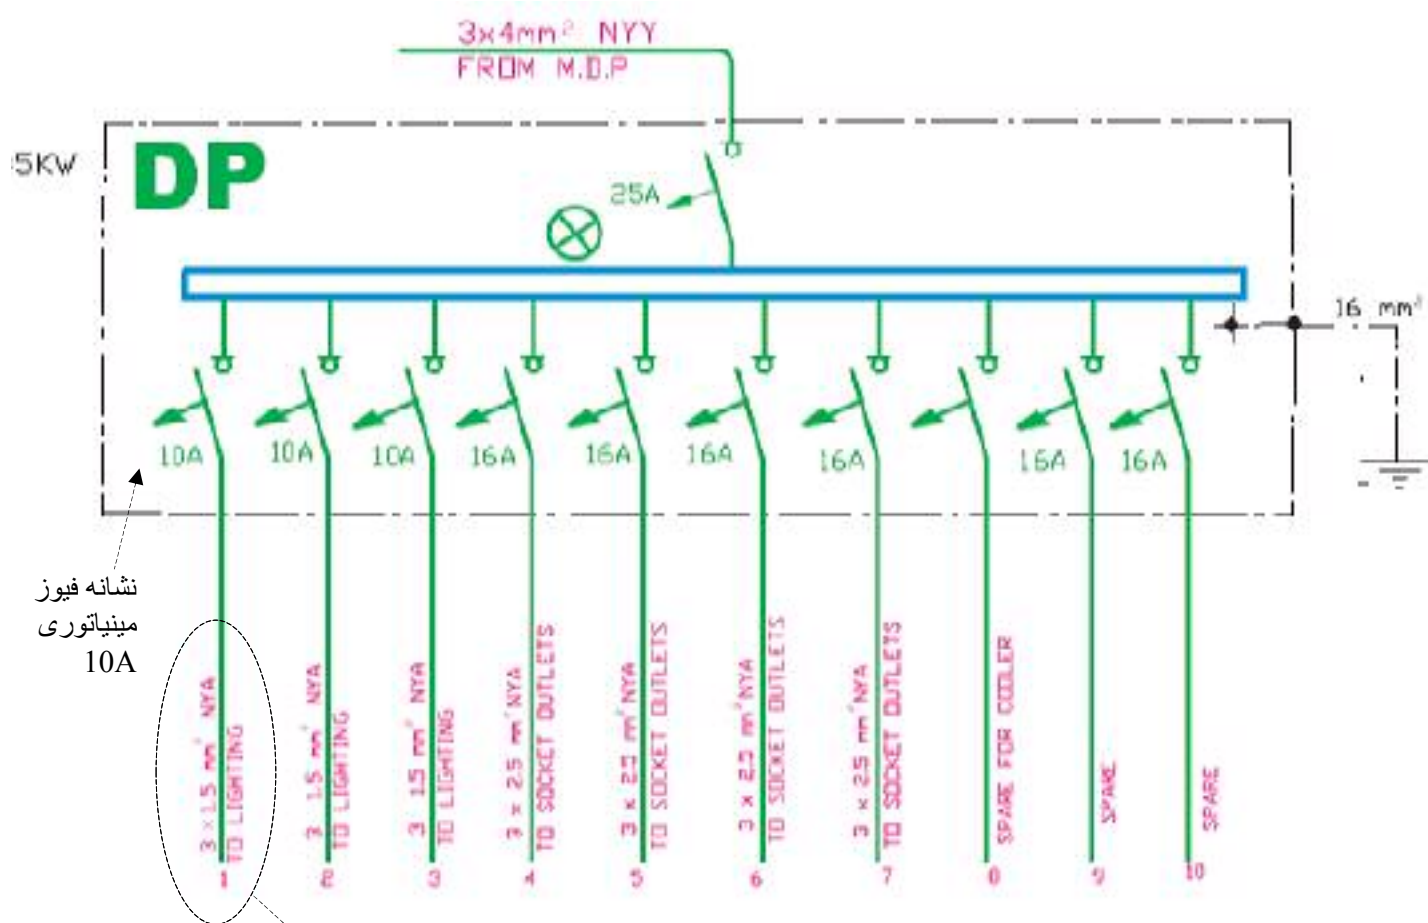 3x4mm² NYY
FROM M.D.P
5KW
DP
25A
16 mm²
10A
10A
10A
16A
16A
16A
16A
16A
16A
نشانه فیوز
مینیاتوری
10A
3 x 1.5 mm² NYA
TO LIGHTING
3 1.5 mm² NYA
TO LIGHTING
3 1.5 mm² NYA
TO LIGHTING
3 x 2.5 mm² NYA
TO SOCKET OUTLETS
3 x 2.5 mm² NYA
TO SOCKET OUTLETS
3 x 2.5 mm² NYA
TO SOCKET OUTLETS
3 x 2.5 mm² NYA
TO SOCKET OUTLETS
SPARE FOR COOLER
SPARE
SPARE
1
2
3
4
5
6
7
8
9
10